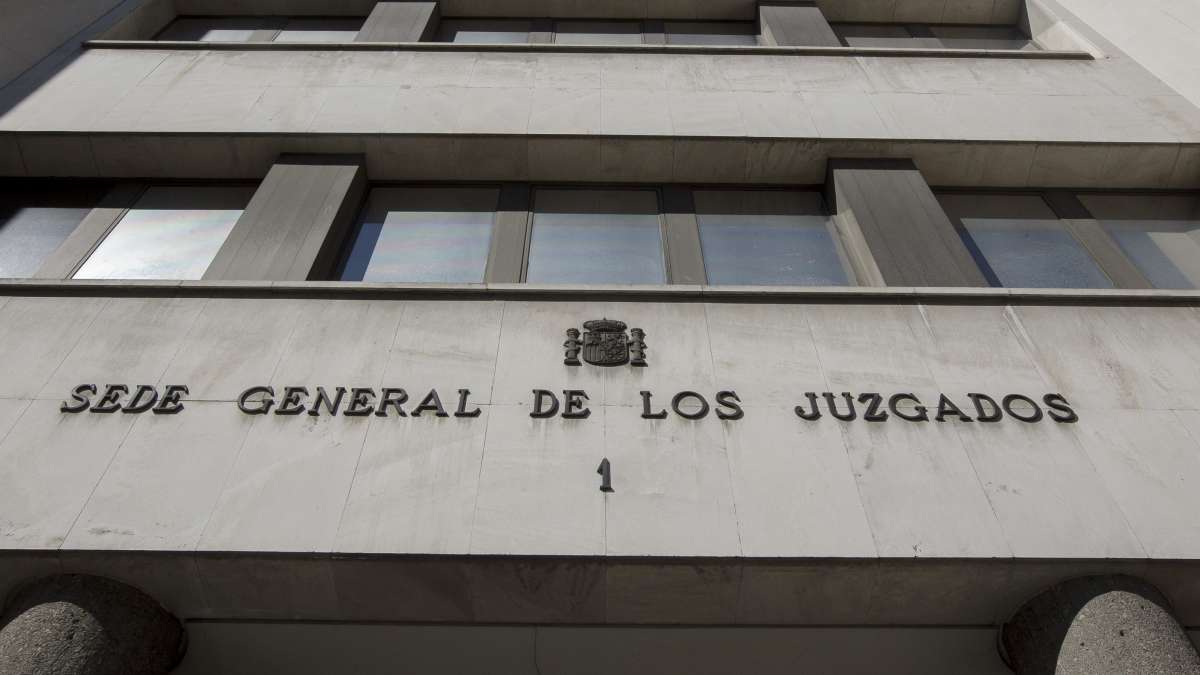 SEDE GENERAL DE LOS JUZGADOS
1